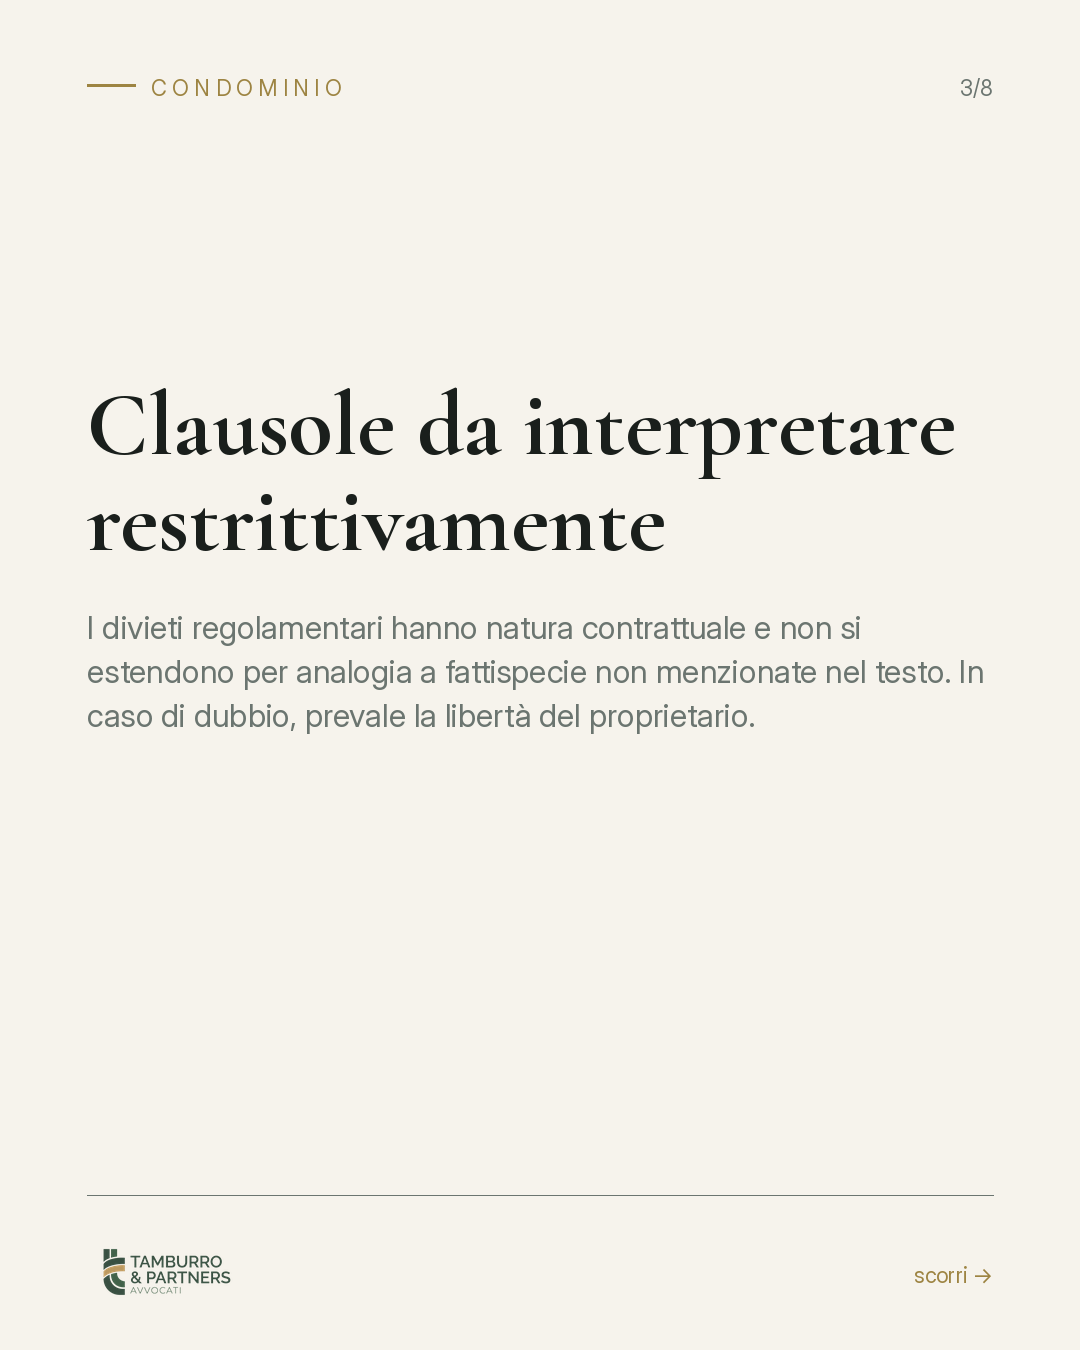 CONDOMINIO
3/8
Clausole da interpretare
restrittivamente
I divieti regolamentari hanno natura contrattuale e non si
estendono per analogia a fattispecie non menzionate nel testo. In
caso di dubbio, prevale la libertà del proprietario.
TAMBURRO
& PARTNERS
AVVOCATI
scorri →